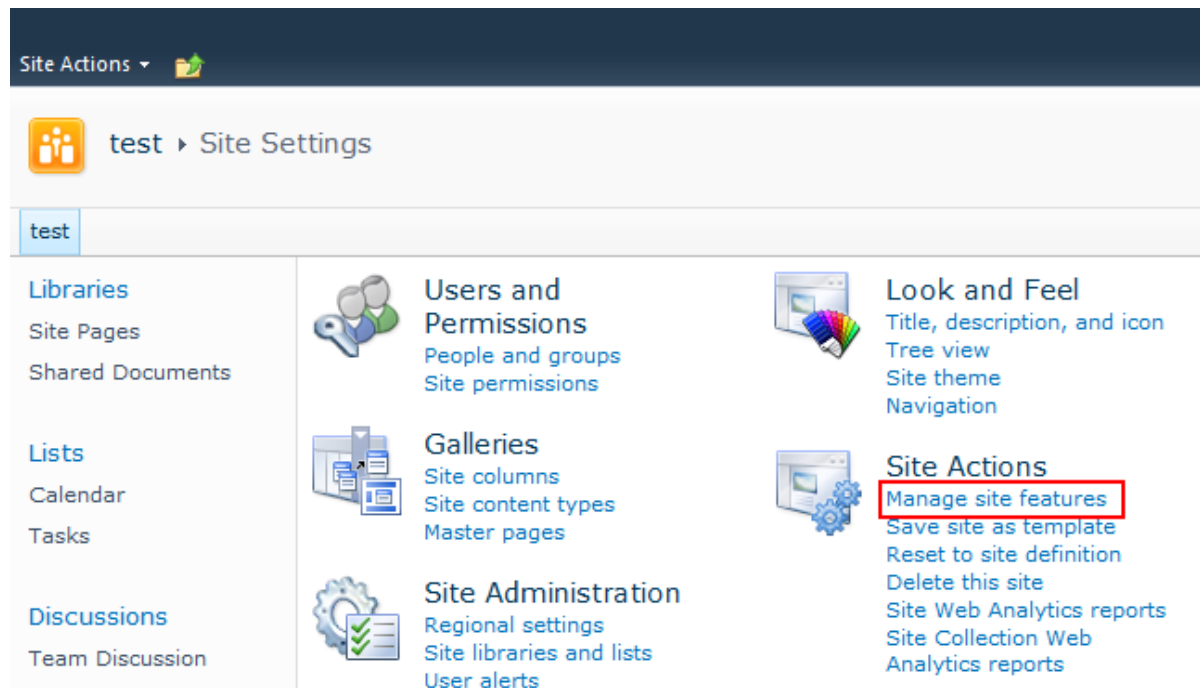 Site Actions
test ▸ Site Settings
test
Libraries
Site Pages
Shared Documents
Lists
Calendar
Tasks
Discussions
Team Discussion
Users and
Permissions
People and groups
Site permissions
Galleries
Site columns
Site content types
Master pages
Site Administration
Regional settings
Site libraries and lists
User alerts
Look and Feel
Title, description, and icon
Tree view
Site theme
Navigation
Site Actions
Manage site features
Save site as template
Reset to site definition
Delete this site
Site Web Analytics reports
Site Collection Web
Analytics reports